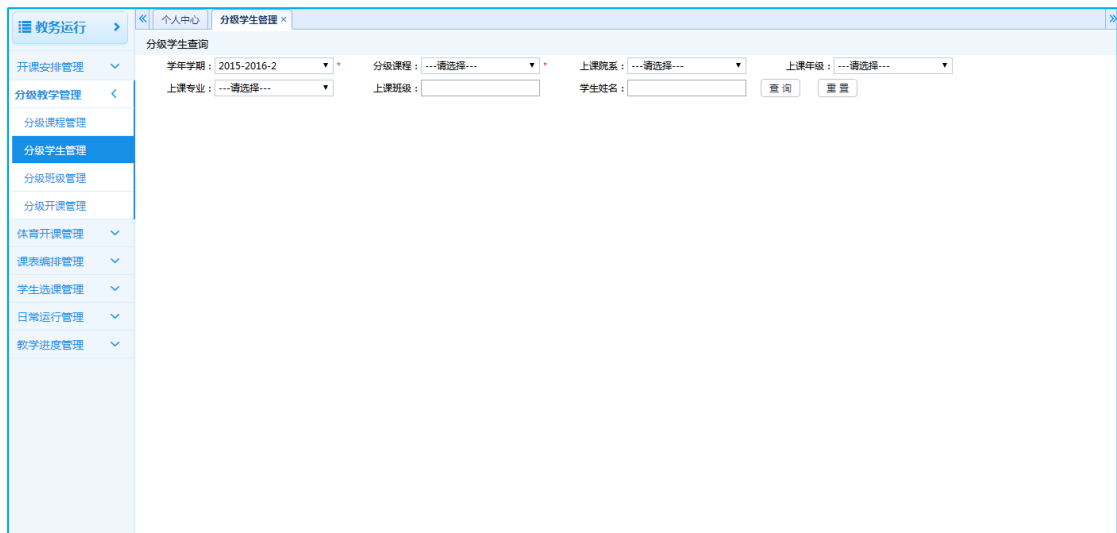 教务运行
个人中心 分级学生管理 ×
分级学生查询
学年学期： 2015-2016-2 * 分级课程： ---请选择--- * 上课院系： ---请选择--- 上课年级： ---请选择---
上课专业： ---请选择--- 上课班级： 学生姓名： 查 询 重 置
开课安排管理
分级教学管理
分级课程管理
分级学生管理
分级班级管理
分级开课管理
体育开课管理
课表编排管理
学生选课管理
日常运行管理
教学进度管理